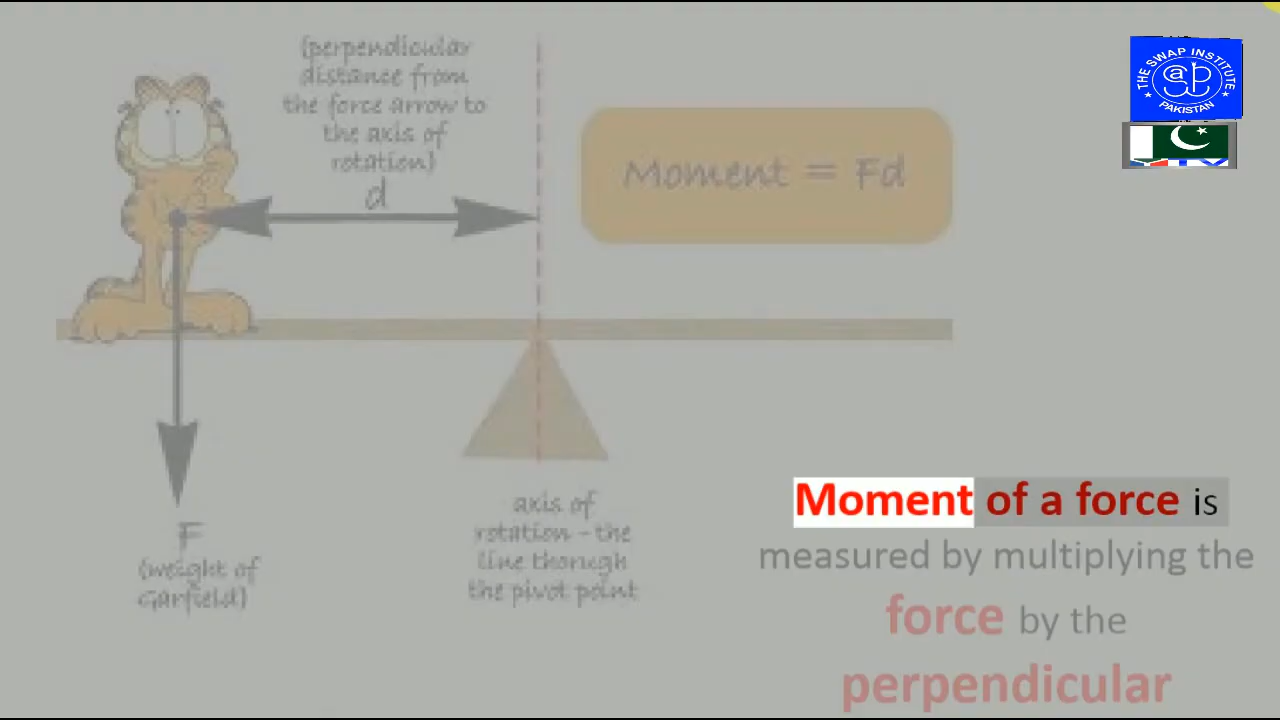 (perpendicular
distance from
the force arrow to
the axis of
rotation)
d
Moment = Fd
THE SWAP INSTITUTE
PAKISTAN
F
(weight of
Garfield)
axis of
rotation - the
line thorugh
the pivot point
Moment of a force is
measured by multiplying the
force by the
perpendicular